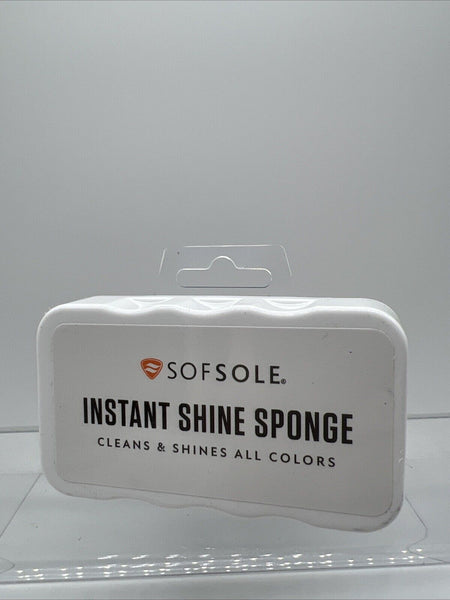 SOFSOLE®
INSTANT SHINE SPONGE
CLEANS & SHINES ALL COLORS